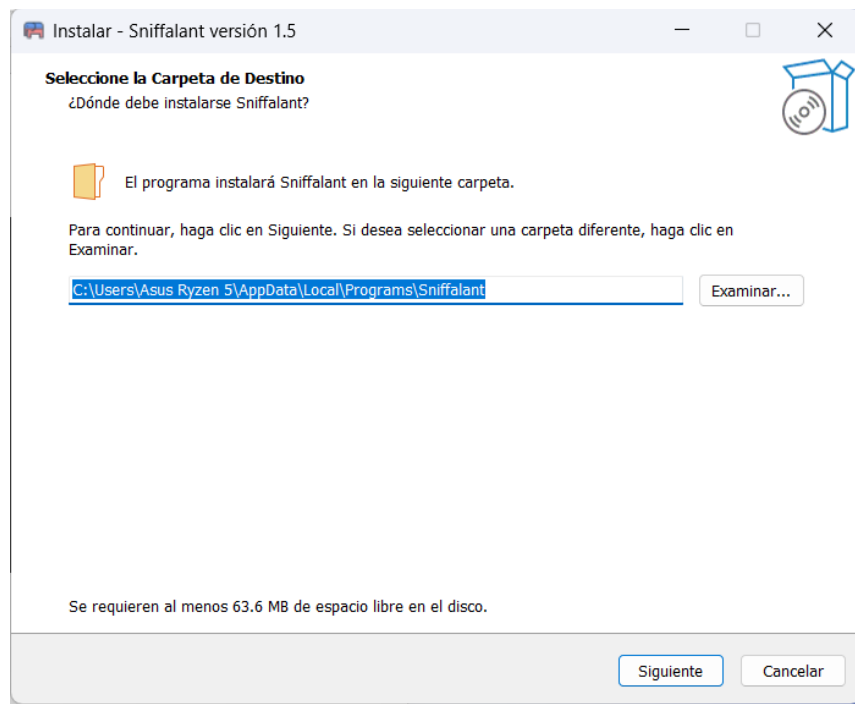 Instalar - Sniffalant versión 1.5
Seleccione la Carpeta de Destino
¿Dónde debe instalarse Sniffalant?
El programa instalará Sniffalant en la siguiente carpeta.
Para continuar, haga clic en Siguiente. Si desea seleccionar una carpeta diferente, haga clic en
Examinar.
C:\Users\Asus Ryzen 5\AppData\Local\Programs\Sniffalant
Examinar...
Se requieren al menos 63.6 MB de espacio libre en el disco.
Siguiente
Cancelar